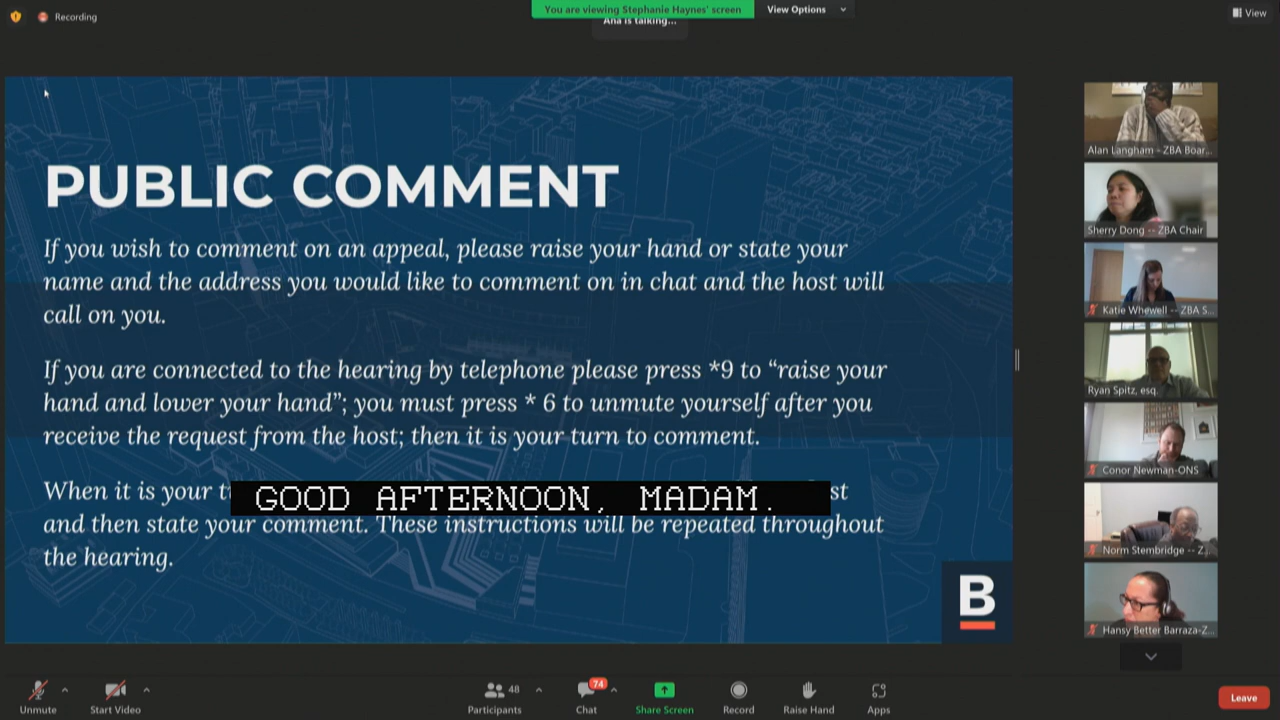 Recording
You are viewing Stephanie Haynes' screen
View Options
View
Ana is talking...
PUBLIC COMMENT
If you wish to comment on an appeal, please raise your hand or state your
name and the address you would like to comment on in chat and the host will
call on you.
If you are connected to the hearing by telephone please press *9 to “raise your
hand and lower your hand”; you must press * 6 to unmute yourself after you
receive the request from the host; then it is your turn to comment.
When it is your
GOOD AFTERNOON, MADAM.
and then state your comment. These instructions will be repeated throughout
the hearing.
B
Alan Langham - ZBA Boar...
Sherry Dong -- ZBA Chair
Katie Whewell -- ZBA S...
Ryan Spitz, esq.
Conor Newman-ONS
Norm Stembridge -- Z...
Hansy Better Barraza-Z...
Unmute
Start Video
48
Participants
74
Chat
Share Screen
Record
Raise Hand
Apps
Leave